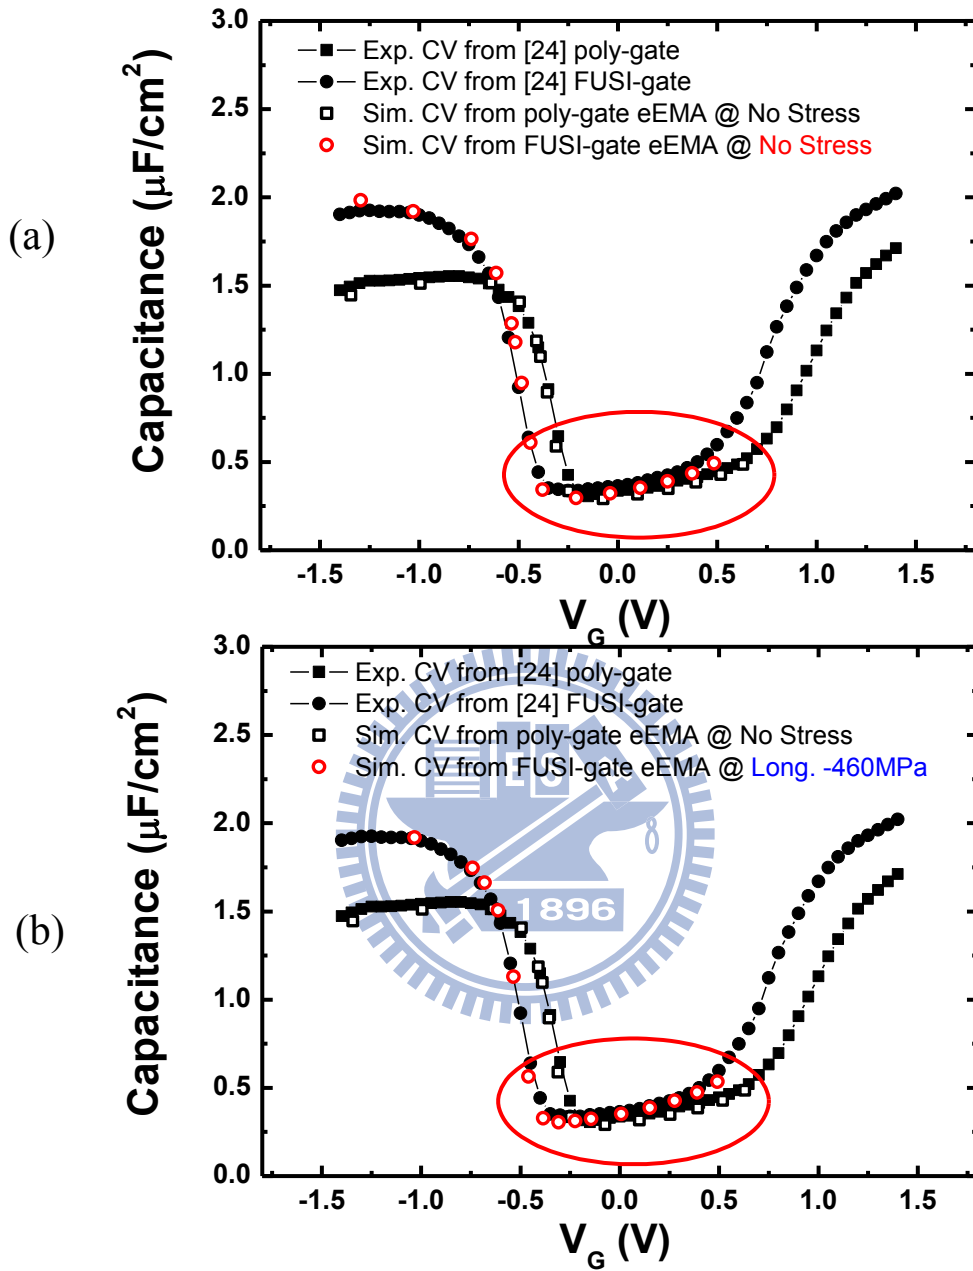 3.0
Exp. CV from [24] poly-gate
Exp. CV from [24] FUSI-gate
2.5
Sim. CV from poly-gate eEMA @ No Stress
Sim. CV from FUSI-gate eEMA @ No Stress
2.0
(a)
Capacitance (μF/cm²)
1.5
1.0
0.5
0.0
-1.5 -1.0 -0.5 0.0 0.5 1.0 1.5
V_G (V)
3.0
Exp. CV from [24] poly-gate
Exp. CV from [24] FUSI-gate
2.5
Sim. CV from poly-gate eEMA @ No Stress
Sim. CV from FUSI-gate eEMA @ Long. -460MPa
2.0
(b)
Capacitance (μF/cm²)
1.5
1896
1.0
0.5
0.0
-1.5 -1.0 -0.5 0.0 0.5 1.0 1.5
V_G (V)